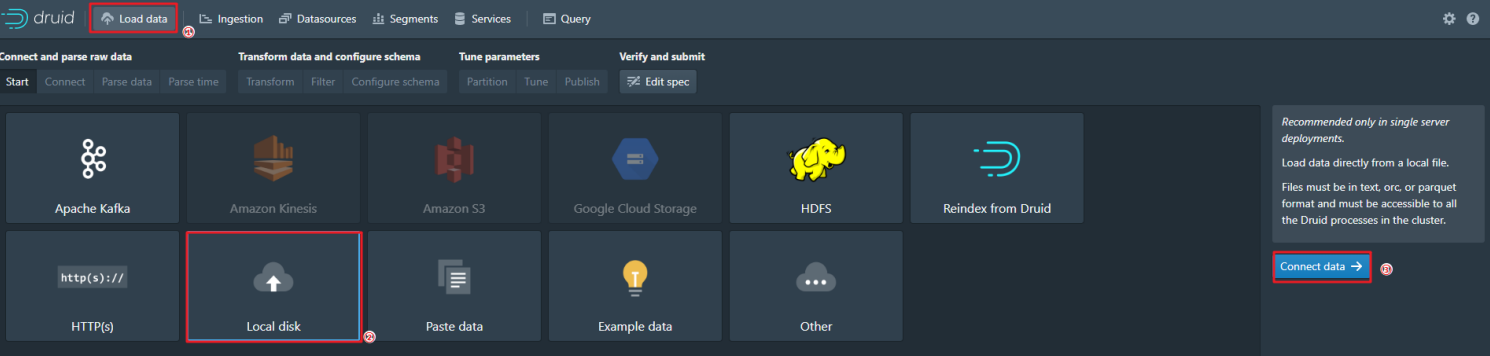 druid Load data Ingestion Datasources Segments Services Query
①
Connect and parse raw data Transform data and configure schema Tune parameters Verify and submit
Start Connect Parse data Parse time Transform Filter Configure schema Partition Tune Publish Edit spec
Apache Kafka Amazon Kinesis Amazon S3 Google Cloud Storage HDFS Reindex from Druid
http(s)://
HTTP(s) Local disk Paste data Example data Other
②
Recommended only in single server
deployments.
Load data directly from a local file.
Files must be in text, orc, or parquet
format and must be accessible to all
the Druid processes in the cluster.
Connect data → ③